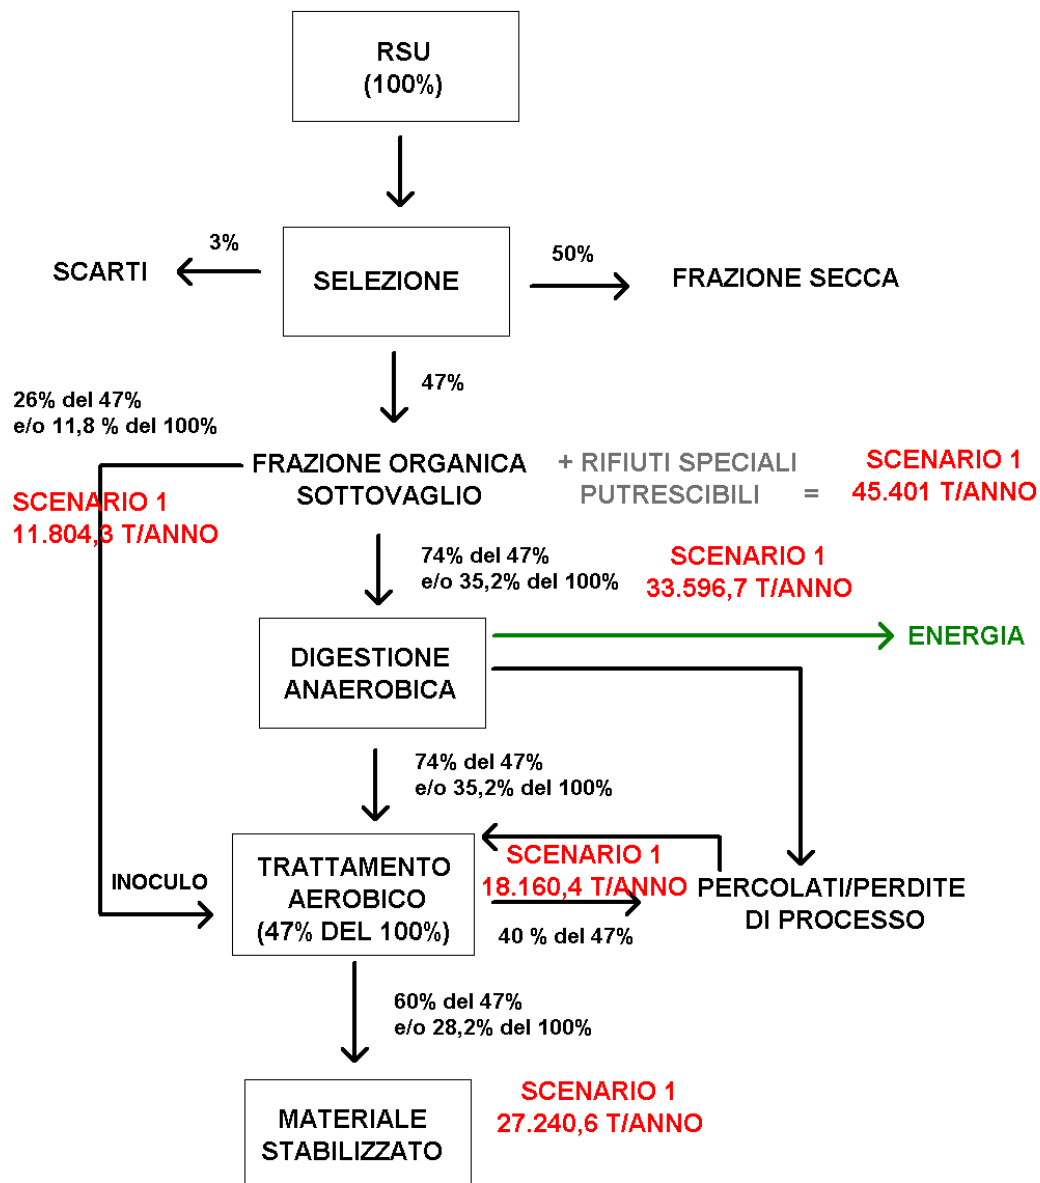 RSU
(100%)
3%
SCARTI
SELEZIONE
50%
FRAZIONE SECCA
47%
26% del 47%
e/o 11,8 % del 100%
FRAZIONE ORGANICA
SOTTOVAGLIO
+ RIFIUTI SPECIALI
PUTRESCIBILI =
SCENARIO 1
45.401 T/ANNO
SCENARIO 1
11.804,3 T/ANNO
74% del 47%
e/o 35,2% del 100%
SCENARIO 1
33.596,7 T/ANNO
DIGESTIONE
ANAEROBICA
ENERGIA
74% del 47%
e/o 35,2% del 100%
INOCULO
TRATTAMENTO
AEROBICO
(47% DEL 100%)
SCENARIO 1
18.160,4 T/ANNO
40 % del 47%
PERCOLATI/PERDITE
DI PROCESSO
60% del 47%
e/o 28,2% del 100%
MATERIALE
STABILIZZATO
SCENARIO 1
27.240,6 T/ANNO